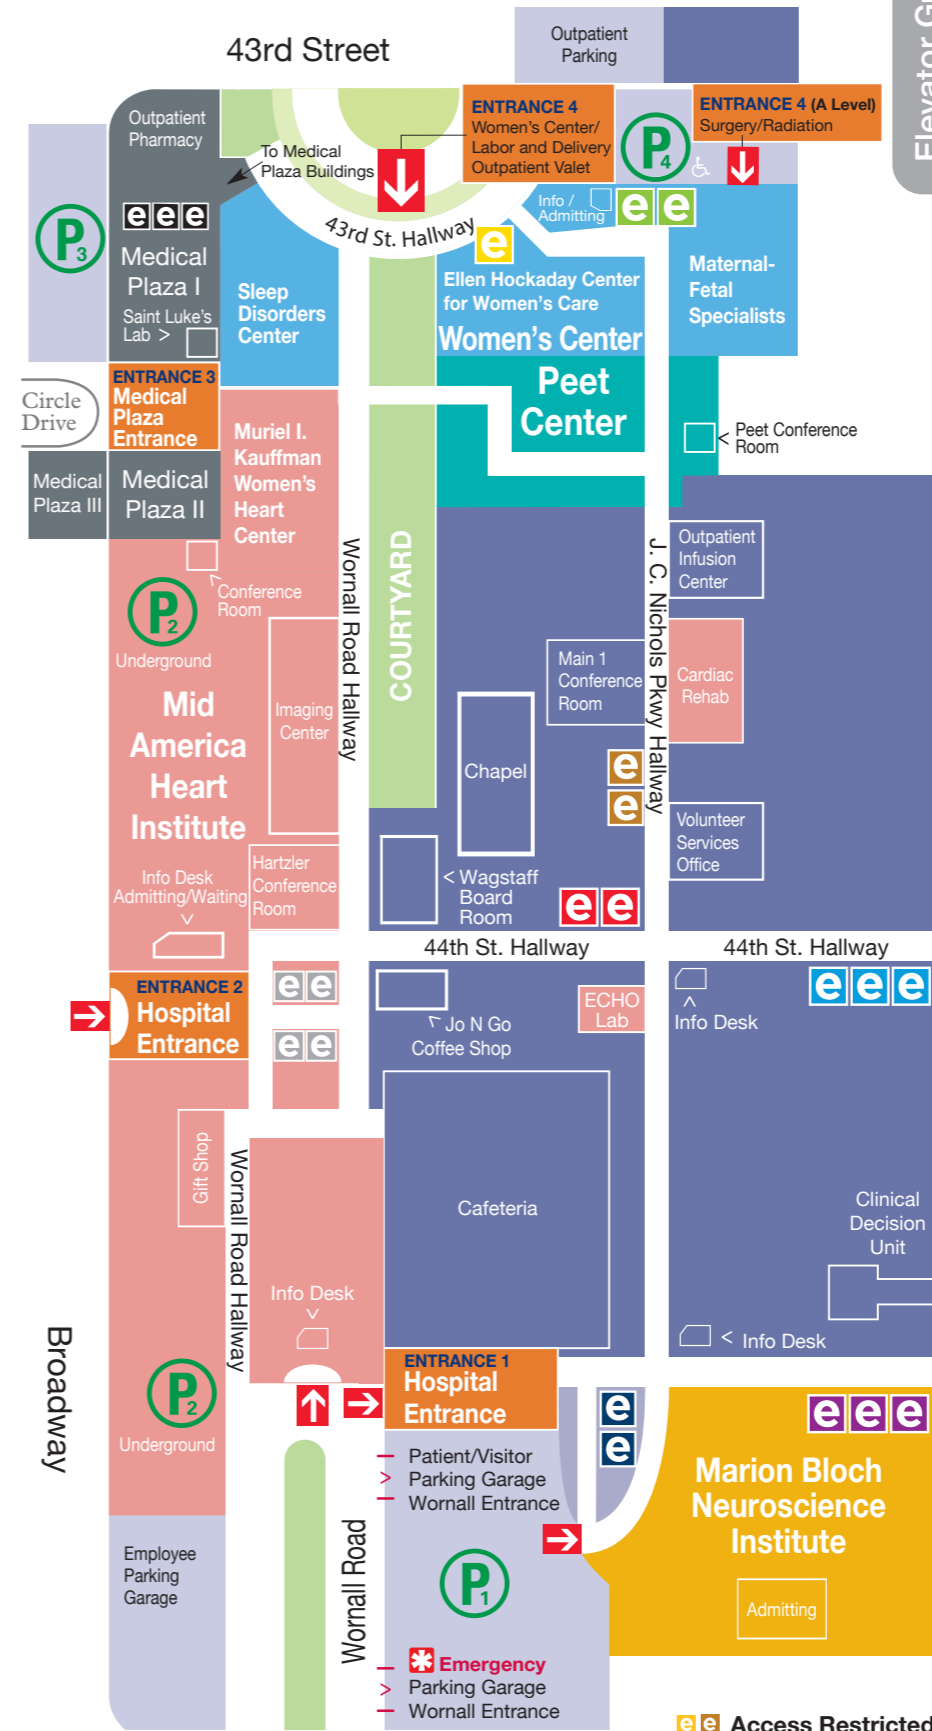 43rd Street
Outpatient
Parking
Elevator G
Outpatient
Pharmacy
To Medical
Plaza Buildings
ENTRANCE 4
Women's Center/
Labor and Delivery
Outpatient Valet
P4
ENTRANCE 4 (A Level)
Surgery/Radiation
43rd St. Hallway
Info /
Admitting
e e
e
e e e
P3
Medical
Plaza I
Saint Luke's
Lab >
Sleep
Disorders
Center
Ellen Hockaday Center
for Women's Care
Women's Center
Maternal-
Fetal
Specialists
Circle
Drive
ENTRANCE 3
Medical
Plaza
Entrance
Peet
Center
< Peet Conference
Room
Medical
Plaza III
Medical
Plaza II
Muriel I.
Kauffman
Women's
Heart
Center
Conference
Room
P2
Underground
Wornall Road Hallway
COURTYARD
J. C. Nichols Pkwy Hallway
Outpatient
Infusion
Center
Main 1
Conference
Room
Cardiac
Rehab
Mid
America
Heart
Institute
Imaging
Center
Chapel
e
e
Volunteer
Services
Office
Info Desk
Admitting/Waiting
Hartzler
Conference
Room
< Wagstaff
Board
Room
e e
44th St. Hallway
44th St. Hallway
ENTRANCE 2
Hospital
Entrance
e e
e e
Jo N Go
Coffee Shop
ECHO
Lab
Info Desk
e e e
Gift Shop
Wornall Road Hallway
Cafeteria
Clinical
Decision
Unit
Info Desk
< Info Desk
Broadway
P2
Underground
ENTRANCE 1
Hospital
Entrance
e
e
e e e
Patient/Visitor
> Parking Garage
Wornall Entrance
Marion Bloch
Neuroscience
Institute
Admitting
Employee
Parking
Garage
Wornall Road
P1
Emergency
> Parking Garage
Wornall Entrance
e e Access Restricted